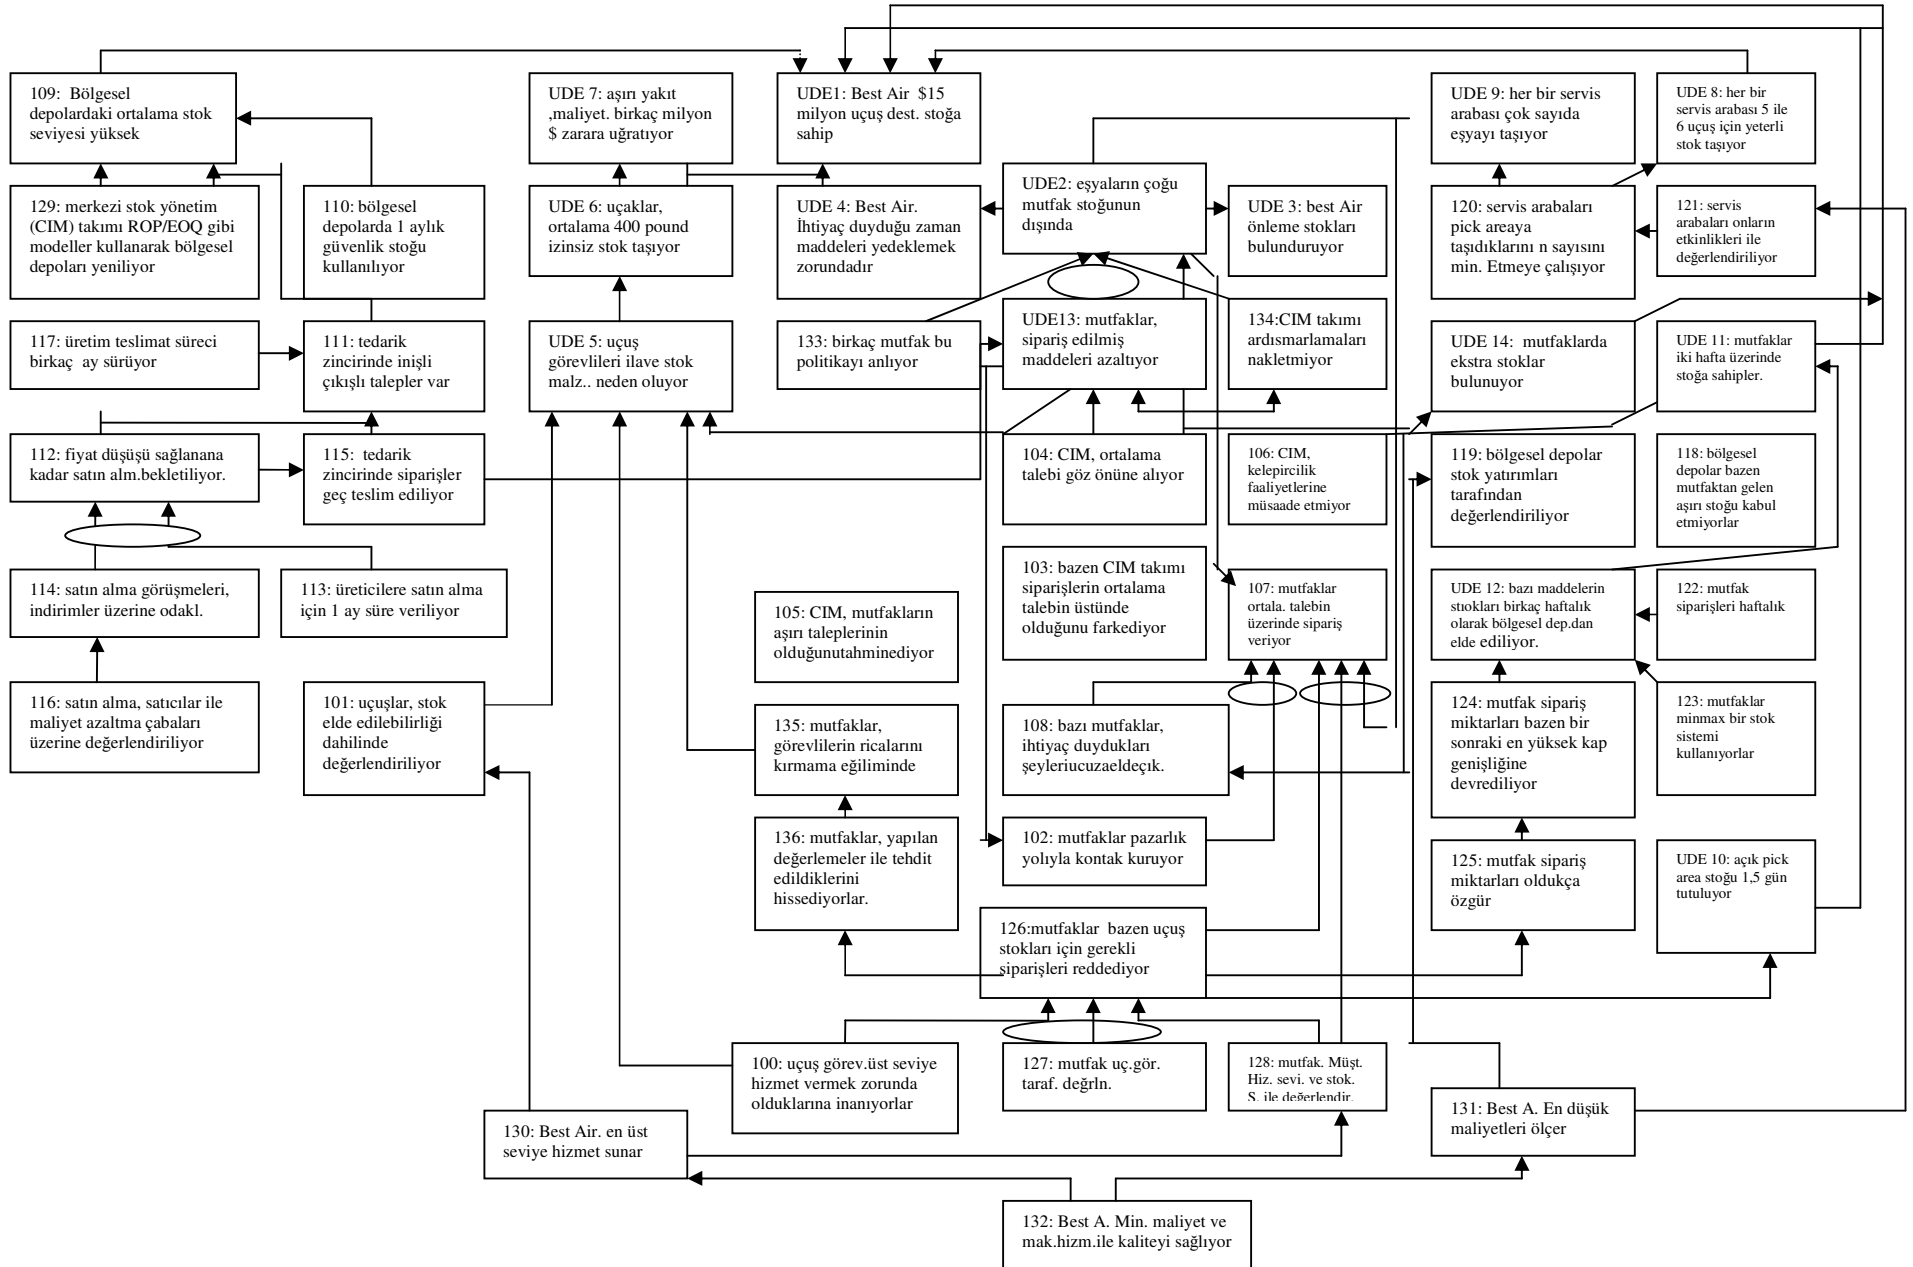 109: Bölgesel
depolardaki ortalama stok
seviyesi yüksek
UDE 7: aşırı yakıt
,maliyet. birkaç milyon
$ zarara uğratıyor
UDE1: Best Air $15
milyon uçuş dest. stoğa
sahip
UDE 9: her bir servis
arabası çok sayıda
eşyayı taşıyor
UDE 8: her bir
servis arabası 5 ile
6 uçuş için yeterli
stok taşıyor
129: merkezi stok yönetim
(CIM) takımı ROP/EOQ gibi
modeller kullanarak bölgesel
depoları yeniliyor
110: bölgesel
depolarda 1 aylık
güvenlik stoğu
kullanılıyor
UDE 6: uçaklar,
ortalama 400 pound
izinsiz stok taşıyor
UDE 4: Best Air.
İhtiyaç duyduğu zaman
maddeleri yedeklemek
zorundadır
UDE2: eşyaların çoğu
mutfak stoğunun
dışında
UDE 3: best Air
önleme stokları
bulunduruyor
120: servis arabaları
pick areaya
taşıdıklarını n sayısını
min. Etmeye çalışıyor
121: servis
arabaları onların
etkinlikleri ile
değerlendiriliyor
117: üretim teslimat süreci
birkaç ay sürüyor
111: tedarik
zincirinde inişli
çıkışlı talepler var
UDE 5: uçuş
görevlileri ilave stok
malz.. neden oluyor
133: birkaç mutfak bu
politikayı anlıyor
UDE13: mutfaklar,
sipariş edilmiş
maddeleri azaltıyor
134:CIM takımı
ardısmarlamaları
nakletmiyor
UDE 14: mutfaklarda
ekstra stoklar
bulunuyor
UDE 11: mutfaklar
iki hafta üzerinde
stoğa sahipler.
112: fiyat düşüşü sağlanana
kadar satın alm.bekletiliyor.
115: tedarik
zincirinde siparişler
geç teslim ediliyor
104: CIM, ortalama
talebi göz önüne alıyor
106: CIM,
kelepircilik
faaliyetlerine
müsaade etmiyor
119: bölgesel depolar
stok yatırımları
tarafından
değerlendiriliyor
118: bölgesel
depolar bazen
mutfaktan gelen
aşırı stoğu kabul
etmiyorlar
114: satın alma görüşmeleri,
indirimler üzerine odakl.
113: üreticilere satın alma
için 1 ay süre veriliyor
105: CIM, mutfakların
aşırı taleplerinin
olduğunutahminediyor
103: bazen CIM takımı
siparişlerin ortalama
talebin üstünde
olduğunu farkediyor
107: mutfaklar
ortala. talebin
üzerinde sipariş
veriyor
UDE 12: bazı maddelerin
stıokları birkaç haftalık
olarak bölgesel dep.dan
elde ediliyor.
122: mutfak
siparişleri haftalık
116: satın alma, satıcılar ile
maliyet azaltma çabaları
üzerine değerlendiriliyor
101: uçuşlar, stok
elde edilebilirliği
dahilinde
değerlendiriliyor
135: mutfaklar,
görevlilerin ricalarını
kırmama eğiliminde
108: bazı mutfaklar,
ihtiyaç duydukları
şeyleriucuzaeldeçık.
124: mutfak sipariş
miktarları bazen bir
sonraki en yüksek kap
genişliğine
devrediliyor
123: mutfaklar
minmax bir stok
sistemi
kullanıyorlar
136: mutfaklar, yapılan
değerlemeler ile tehdit
edildiklerini
hissediyorlar.
102: mutfaklar pazarlık
yolıyla kontak kuruyor
125: mutfak sipariş
miktarları oldukça
özgür
UDE 10: açık pick
area stoğu 1,5 gün
tutuluyor
126:mutfaklar bazen uçuş
stokları için gerekli
siparişleri reddediyor
100: uçuş görev.üst seviye
hizmet vermek zorunda
olduklarına inanıyorlar
127: mutfak uç.gör.
taraf. değrln.
128: mutfak. Müşt.
Hiz. sevi. ve stok.
S. ile değerlendir.
130: Best Air. en üst
seviye hizmet sunar
131: Best A. En düşük
maliyetleri ölçer
132: Best A. Min. maliyet ve
mak.hizm.ile kaliteyi sağlıyor